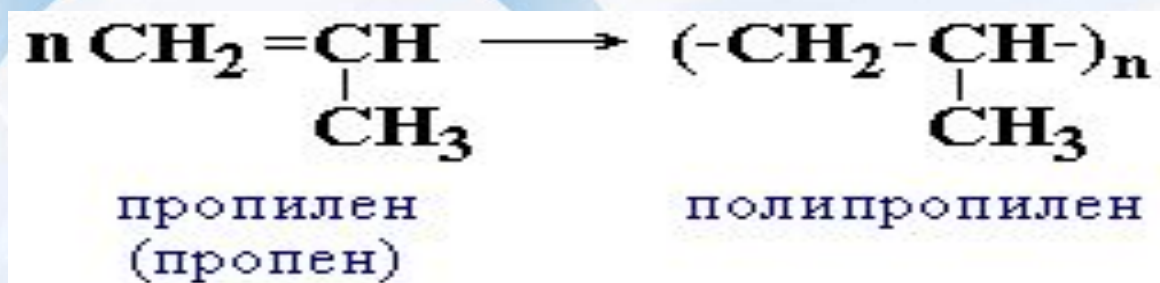 n CH₂ = CH ⟶ (-CH₂-CH-)ₙ
CH₃ CH₃
пропилен полипропилен
(пропен)